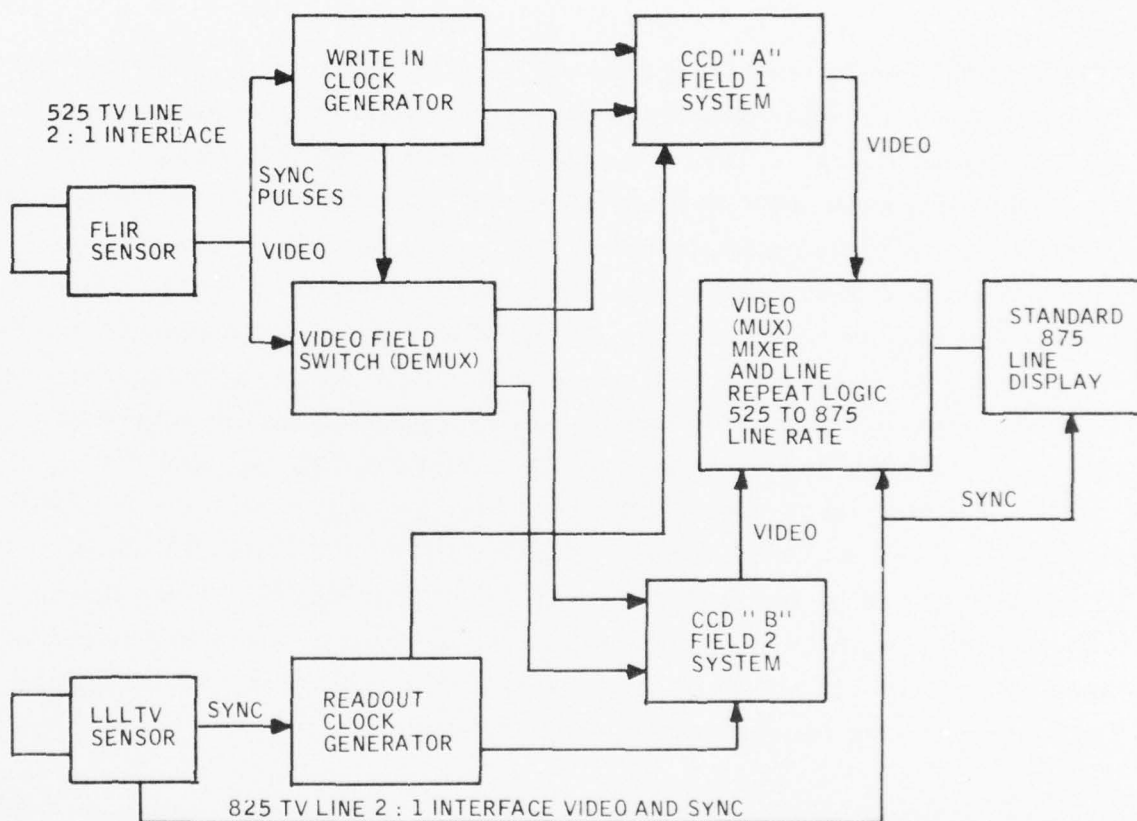 525 TV LINE
2 : 1 INTERLACE
FLIR
SENSOR
SYNC
PULSES
VIDEO
WRITE IN
CLOCK
GENERATOR
VIDEO FIELD
SWITCH (DEMUX)
CCD "A"
FIELD 1
SYSTEM
VIDEO
VIDEO
(MUX)
MIXER
AND LINE
REPEAT LOGIC
525 TO 875
LINE RATE
STANDARD
875
LINE
DISPLAY
SYNC
VIDEO
CCD "B"
FIELD 2
SYSTEM
LLLTV
SENSOR
SYNC
READOUT
CLOCK
GENERATOR
825 TV LINE 2 : 1 INTERFACE VIDEO AND SYNC